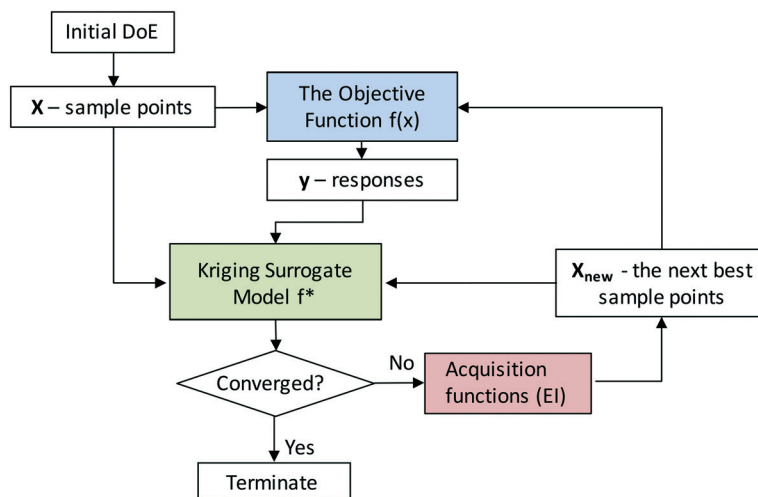 Initial DoE
X – sample points
The Objective
Function f(x)
y – responses
Kriging Surrogate
Model f*
Xnew - the next best
sample points
Converged?
No
Acquisition
functions (EI)
Yes
Terminate